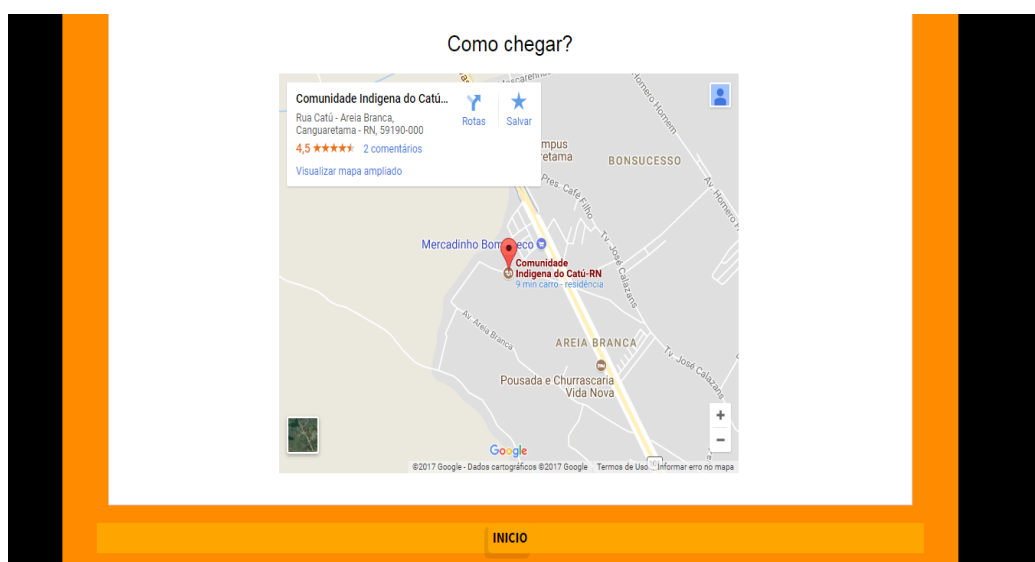 Como chegar?
Comunidade Indigena do Catú...
Rua Catú - Areia Branca,
Canguaretama - RN, 59190-000
4,5 2 comentários
Visualizar mapa ampliado
Rotas
Salvar
Homero Homem
BONSUCESSO
Pres. Café Filho
Av. Homero
Tv. José Calazans
Mercadinho
Comunidade
Indigena do Catú-RN
9 min carro - residência
Av. Areia Branca
AREIA BRANCA
Tv. José Calazans
Pousada e Churrascaria
Vida Nova
+
−
Google
©2017 Google - Dados cartográficos ©2017 Google Termos de Uso Informar erro no mapa
INICIO